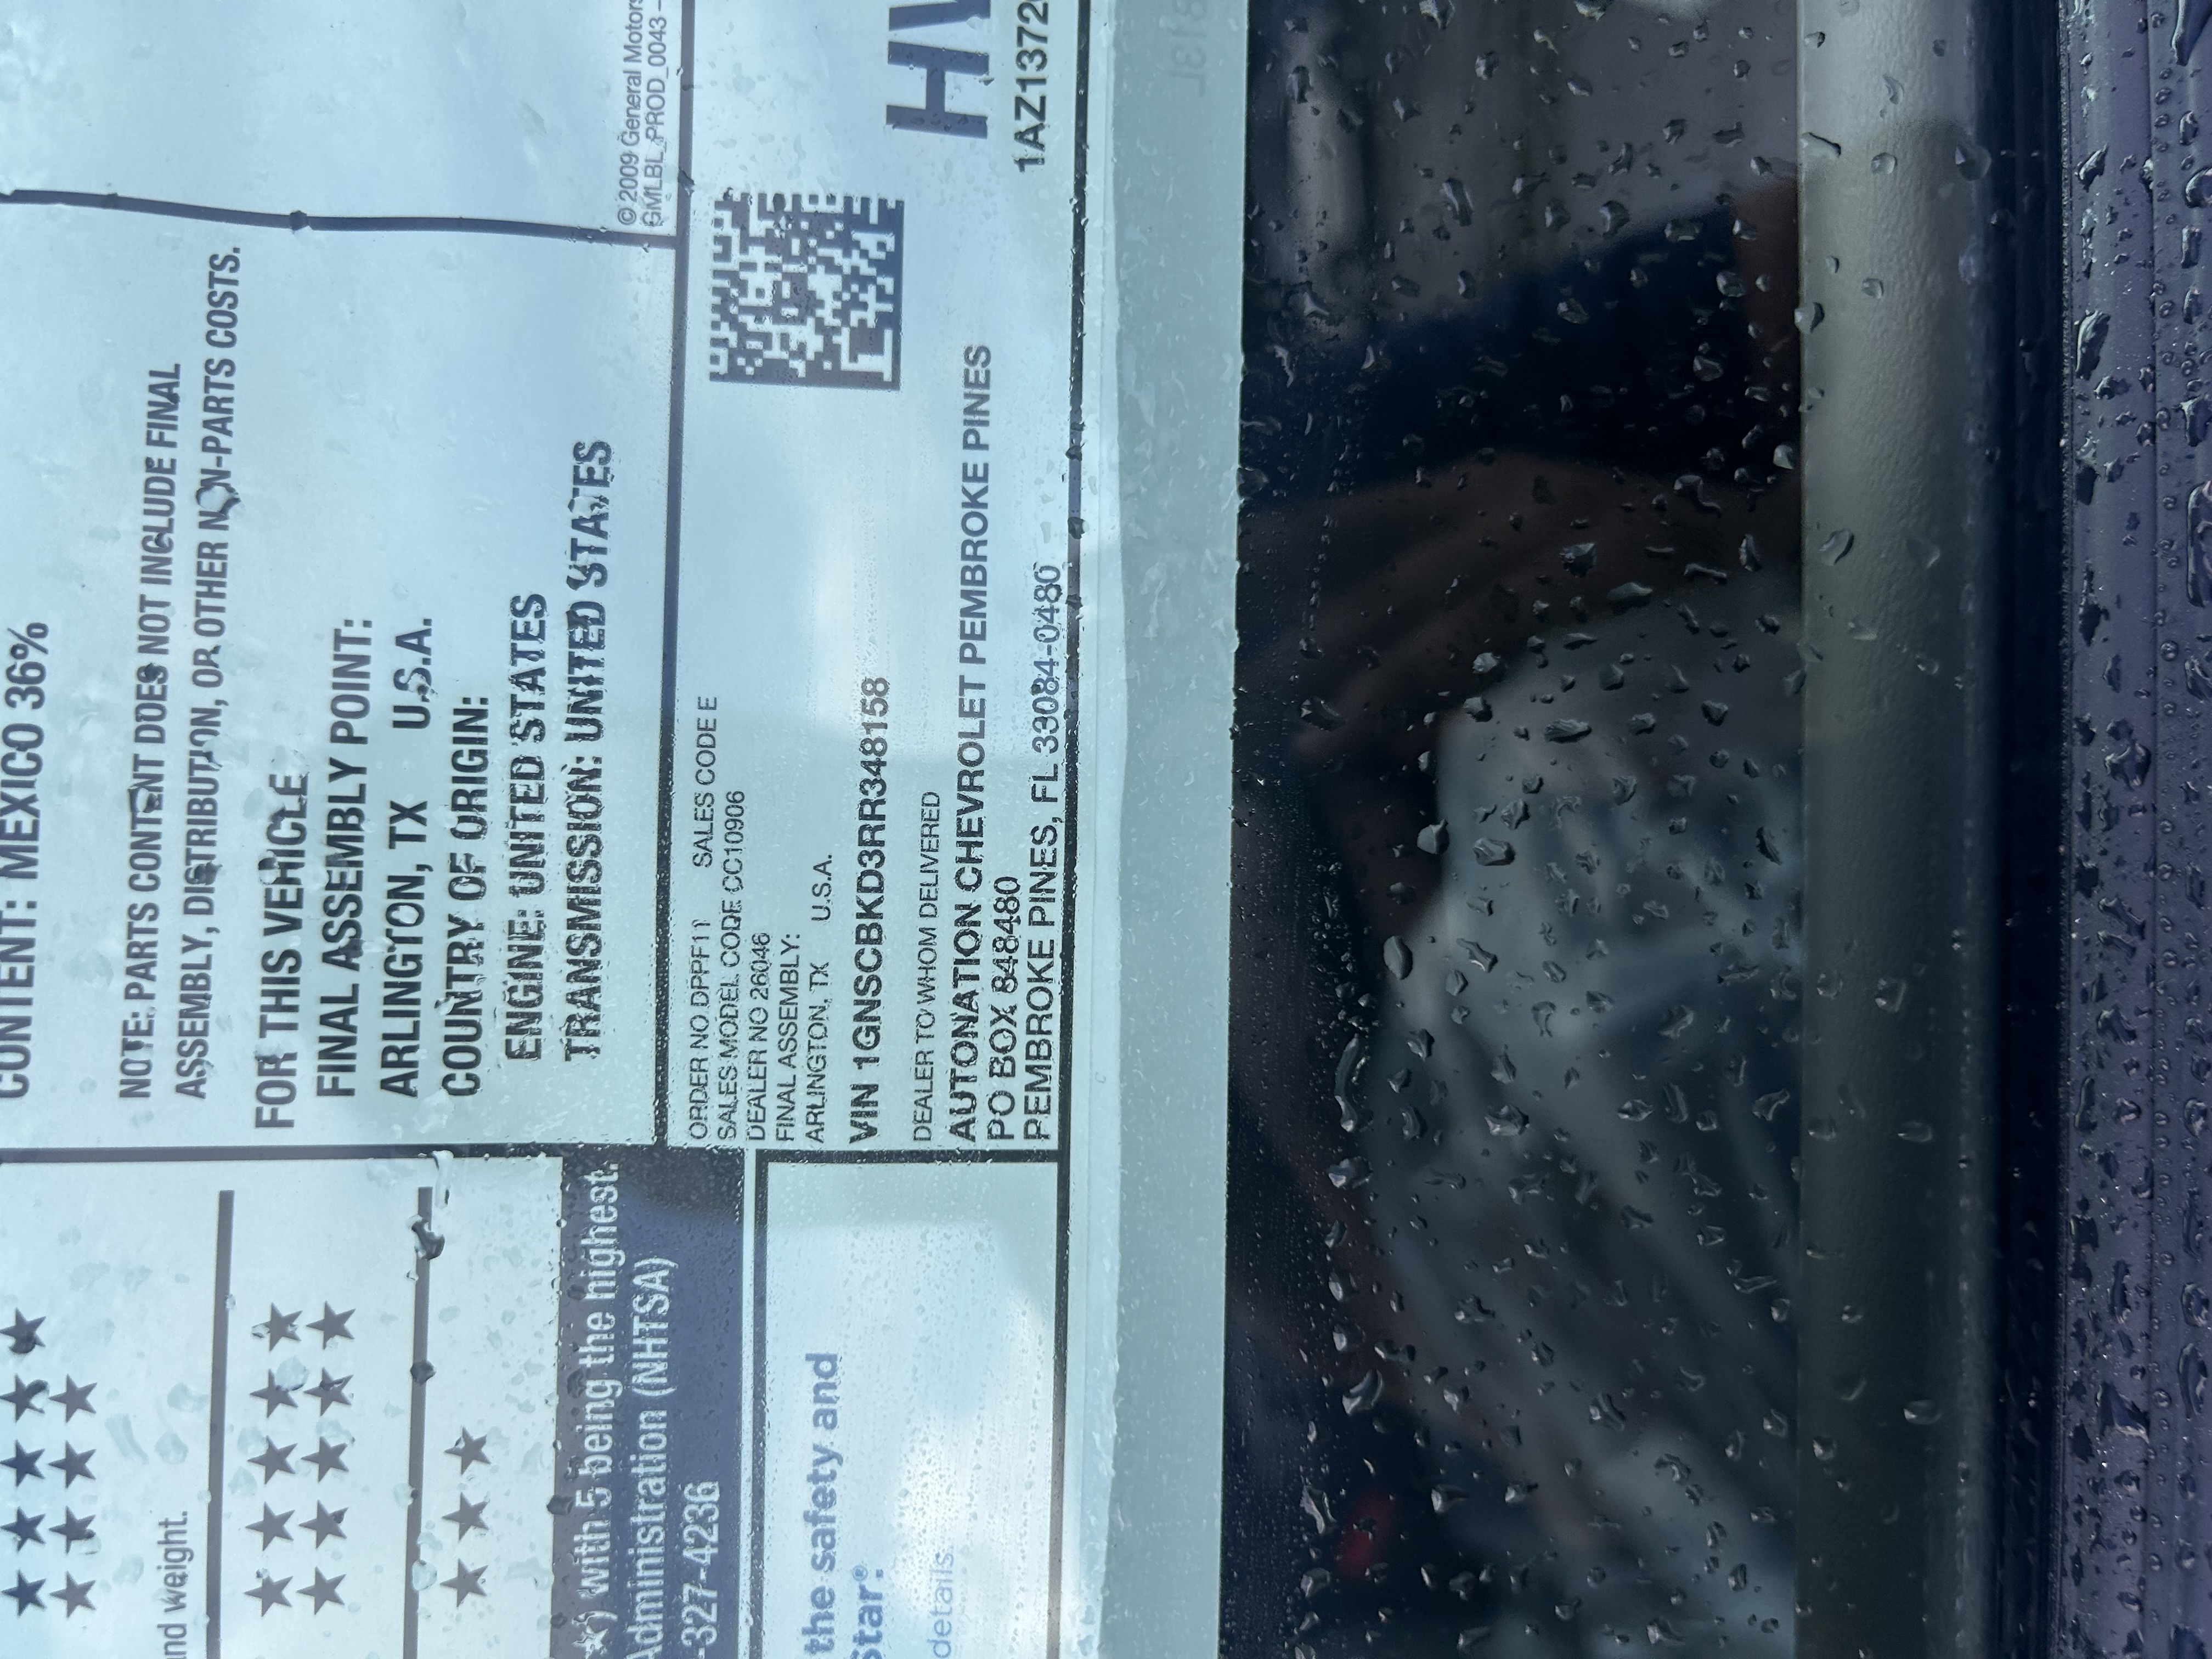 CONTENT: MEXICO 36%
NOTE: PARTS CONTENT DOES NOT INCLUDE FINAL
ASSEMBLY, DISTRIBUTION, OR OTHER NON-PARTS COSTS.
FOR THIS VEHICLE
FINAL ASSEMBLY POINT:
ARLINGTON, TX U.S.A.
COUNTRY OF ORIGIN:
ENGINE: UNITED STATES
TRANSMISSION: UNITED STATES
©2009 General Motors
GMLBL_PROD_0043 -
and weight.
★) with 5 being the highest.
Administration (NHTSA)
-327-4236
ORDER NO DPPF11 SALES CODE E
SALES MODEL CODE CC10906
DEALER NO 26046
FINAL ASSEMBLY:
ARLINGTON, TX U.S.A.
VIN 1GNSCBKD3RR348158
DEALER TO WHOM DELIVERED
AUTONATION CHEVROLET PEMBROKE PINES
PO BOX 848480
PEMBROKE PINES, FL 33084-0480
1AZ1372
the safety and
Star.®
details.